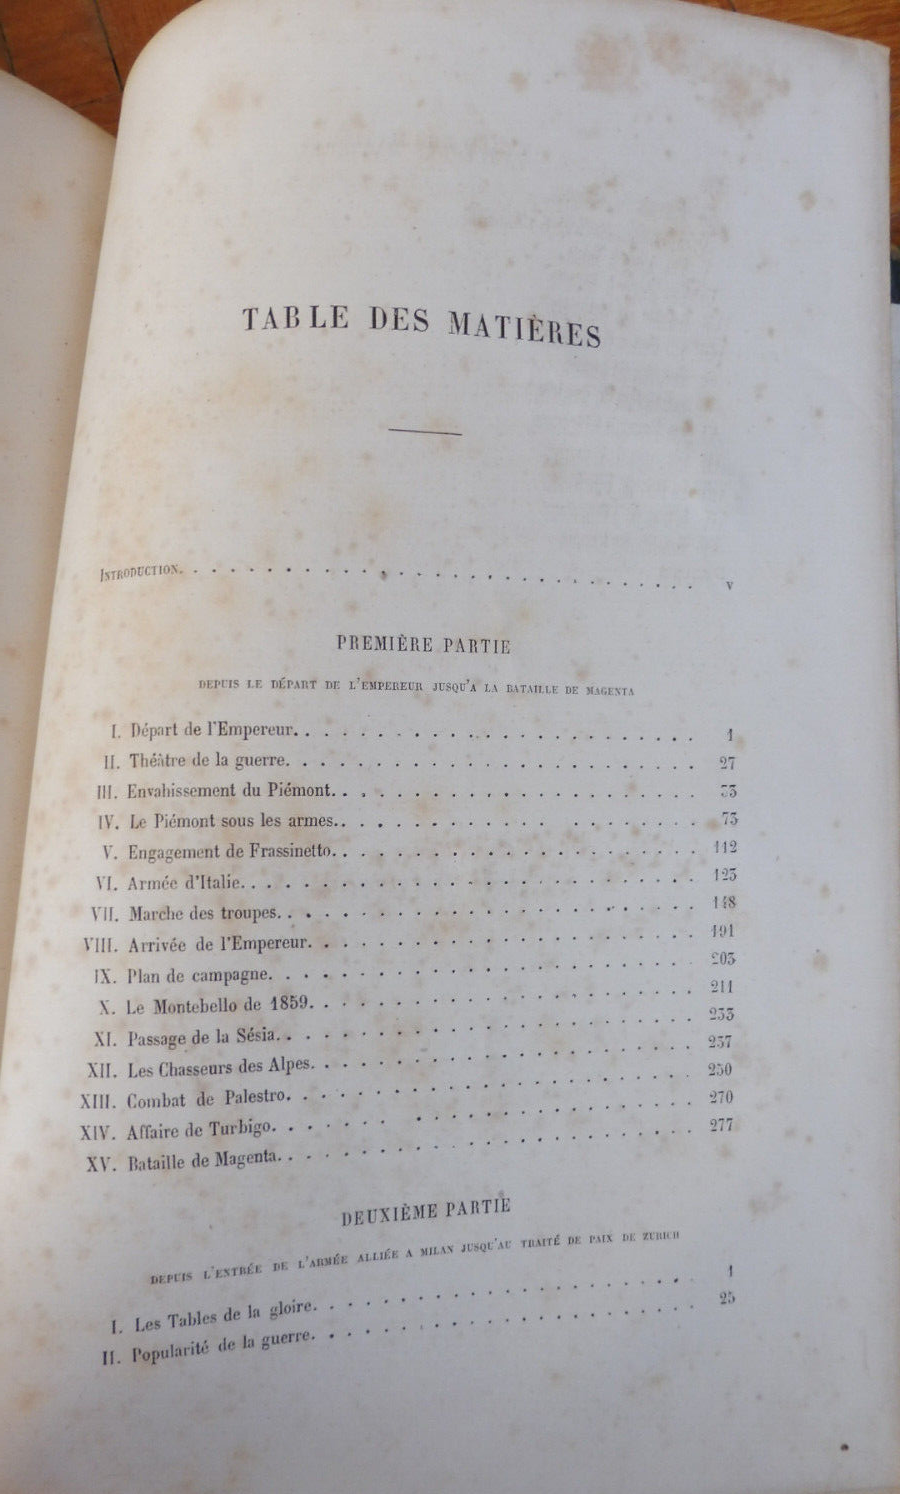 TABLE DES MATIÈRES
INTRODUCTION. . . . . . . . . . . . . . . . . . . . . . . . . . . . . v
PREMIÈRE PARTIE
DEPUIS LE DÉPART DE L'EMPEREUR JUSQU'A LA BATAILLE DE MAGENTA
I. Départ de l'Empereur. . . . . . . . . . . . . . . . . . . . . . 1
II. Théâtre de la guerre. . . . . . . . . . . . . . . . . . . . . . 27
III. Envahissement du Piémont. . . . . . . . . . . . . . . . . . . .
IV. Le Piémont sous les armes. . . . . . . . . . . . . . . . . . . . 73
V. Engagement de Frassinetto. . . . . . . . . . . . . . . . . . . . 112
VI. Armée d'Italie. . . . . . . . . . . . . . . . . . . . . . . . . 123
VII. Marche des troupes. . . . . . . . . . . . . . . . . . . . . . . 148
VIII. Arrivée de l'Empereur. . . . . . . . . . . . . . . . . . . . . 191
IX. Plan de campagne. . . . . . . . . . . . . . . . . . . . . . . . 203
X. Le Montebello de 1859. . . . . . . . . . . . . . . . . . . . . . 211
XI. Passage de la Sésia. . . . . . . . . . . . . . . . . . . . . . . 233
XII. Les Chasseurs des Alpes. . . . . . . . . . . . . . . . . . . . 237
XIII. Combat de Palestro. . . . . . . . . . . . . . . . . . . . . . 250
XIV. Affaire de Turbigo. . . . . . . . . . . . . . . . . . . . . . . 270
XV. Bataille de Magenta. . . . . . . . . . . . . . . . . . . . . . . 277
DEUXIÈME PARTIE
DEPUIS L'ENTRÉE DE L'ARMÉE ALLIÉE A MILAN JUSQU'AU TRAITÉ DE PAIX DE ZURICH
I. Les Tables de la gloire. . . . . . . . . . . . . . . . . . . . . 1
II. Popularité de la guerre. . . . . . . . . . . . . . . . . . . . . 25